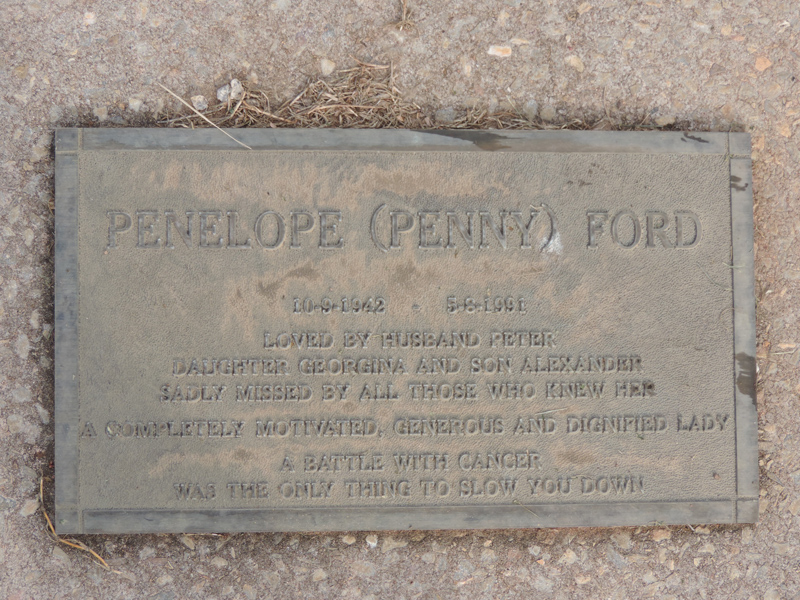 PENELOPE (PENNY) FORD
10-9-1942 - 5-8-1991
LOVED BY HUSBAND PETER
DAUGHTER GEORGINA AND SON ALEXANDER
SADLY MISSED BY ALL THOSE WHO KNEW HER
A COMPLETELY MOTIVATED, GENEROUS AND DIGNIFIED LADY
A BATTLE WITH CANCER
WAS THE ONLY THING TO SLOW YOU DOWN